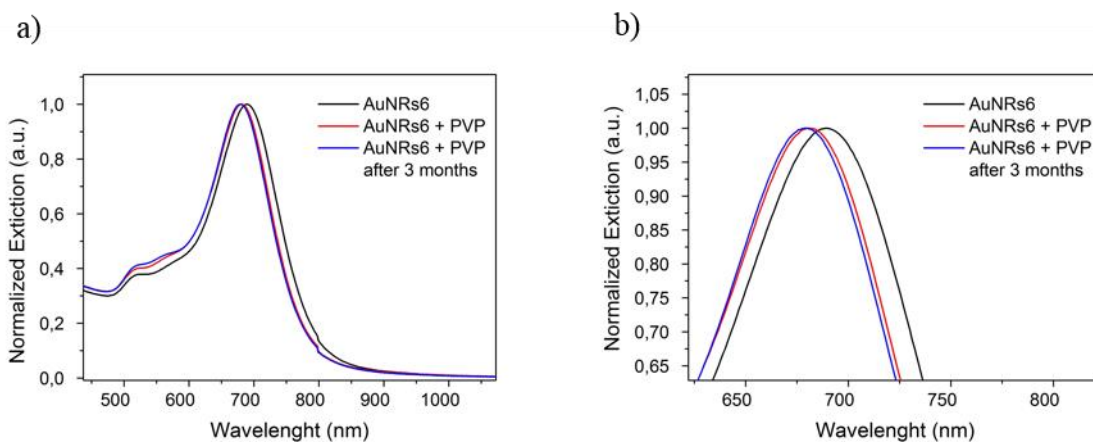 a)
b)
1,0
0,8
0,6
0,4
0,2
0,0
Normalized Extiction (a.u.)
AuNRs6
AuNRs6 + PVP
AuNRs6 + PVP
after 3 months
500 600 700 800 900 1000
Wavelenght (nm)
1,05
1,00
0,95
0,90
0,85
0,80
0,75
0,70
0,65
Normalized Extiction (a.u.)
AuNRs6
AuNRs6 + PVP
AuNRs6 + PVP
after 3 months
650 700 750 800
Wavelenght (nm)